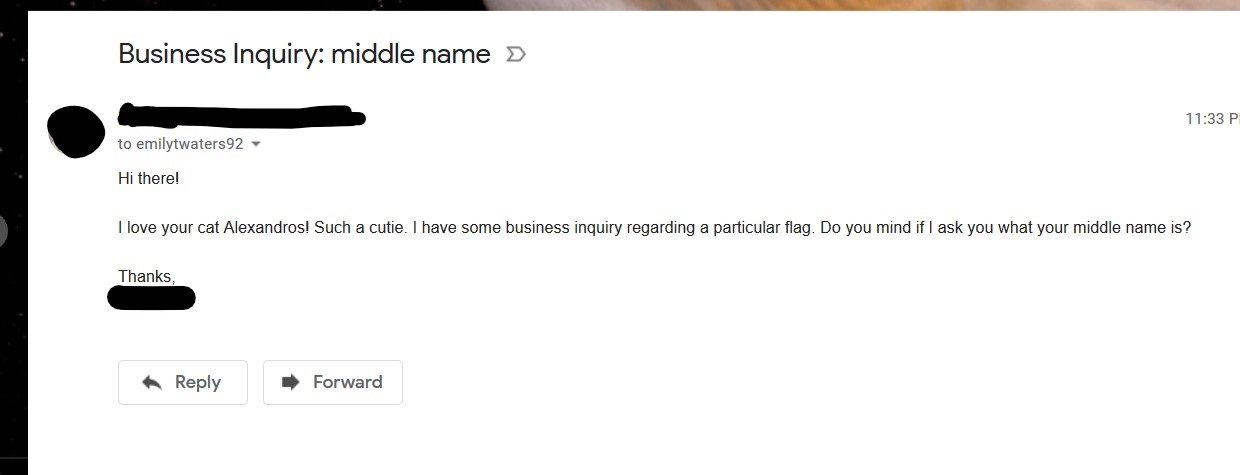 Business Inquiry: middle name
11:33 P
to emilytwaters92
Hi there!
I love your cat Alexandros! Such a cutie. I have some business inquiry regarding a particular flag. Do you mind if I ask you what your middle name is?
Thanks,
Reply
Forward